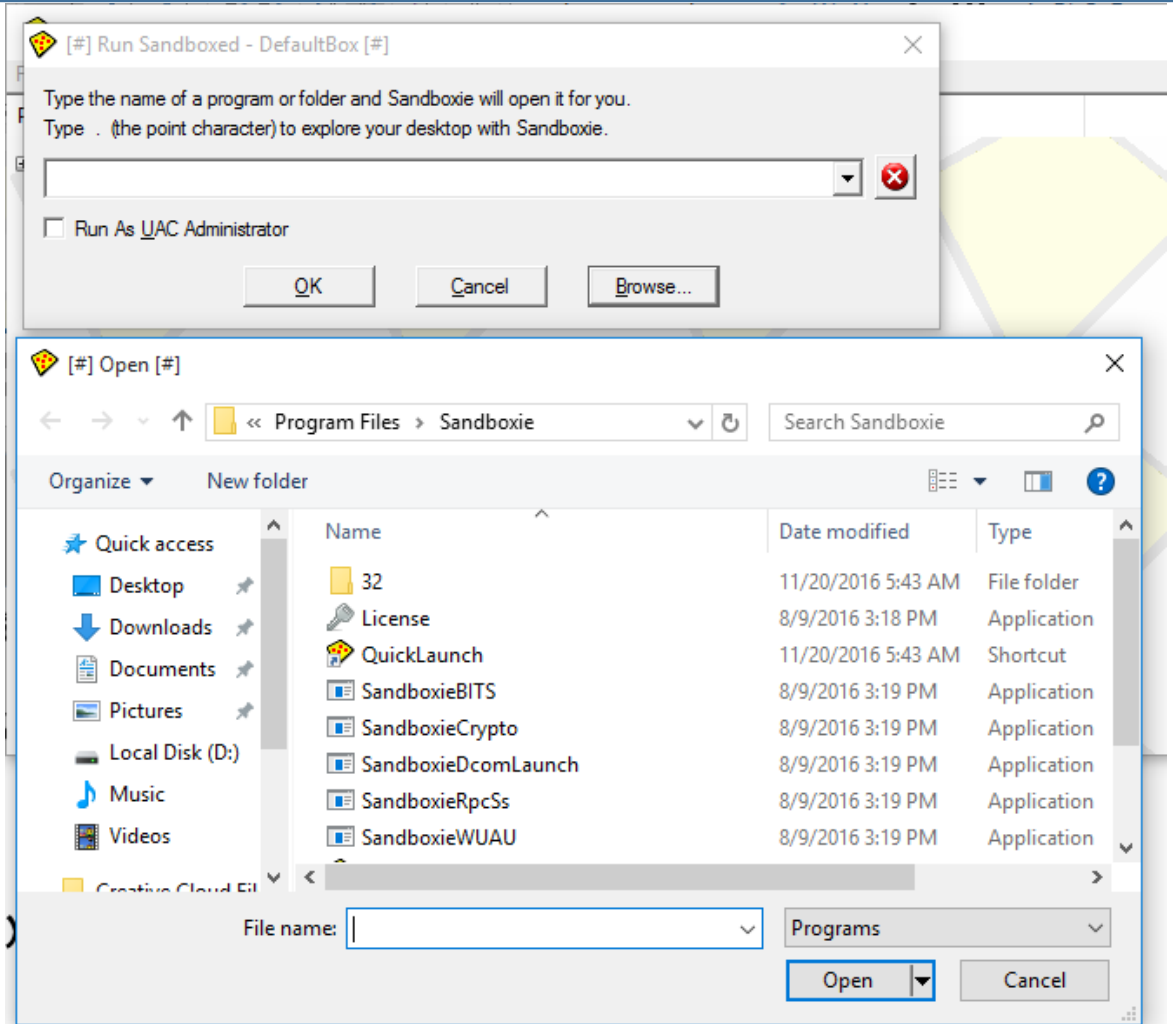 [#] Run Sandboxed - DefaultBox [#]
Type the name of a program or folder and Sandboxie will open it for you.
Type . (the point character) to explore your desktop with Sandboxie.
Run As UAC Administrator
OK Cancel Browse...
[#] Open [#]
« Program Files > Sandboxie Search Sandboxie
Organize New folder
Name Date modified Type
Quick access
Desktop
Downloads
Documents
Pictures
Local Disk (D:)
Music
Videos
Creative Cloud Fil
32 11/20/2016 5:43 AM File folder
License 8/9/2016 3:18 PM Application
QuickLaunch 11/20/2016 5:43 AM Shortcut
SandboxieBITS 8/9/2016 3:19 PM Application
SandboxieCrypto 8/9/2016 3:19 PM Application
SandboxieDcomLaunch 8/9/2016 3:19 PM Application
SandboxieRpcSs 8/9/2016 3:19 PM Application
SandboxieWUAU 8/9/2016 3:19 PM Application
File name: Programs
Open Cancel